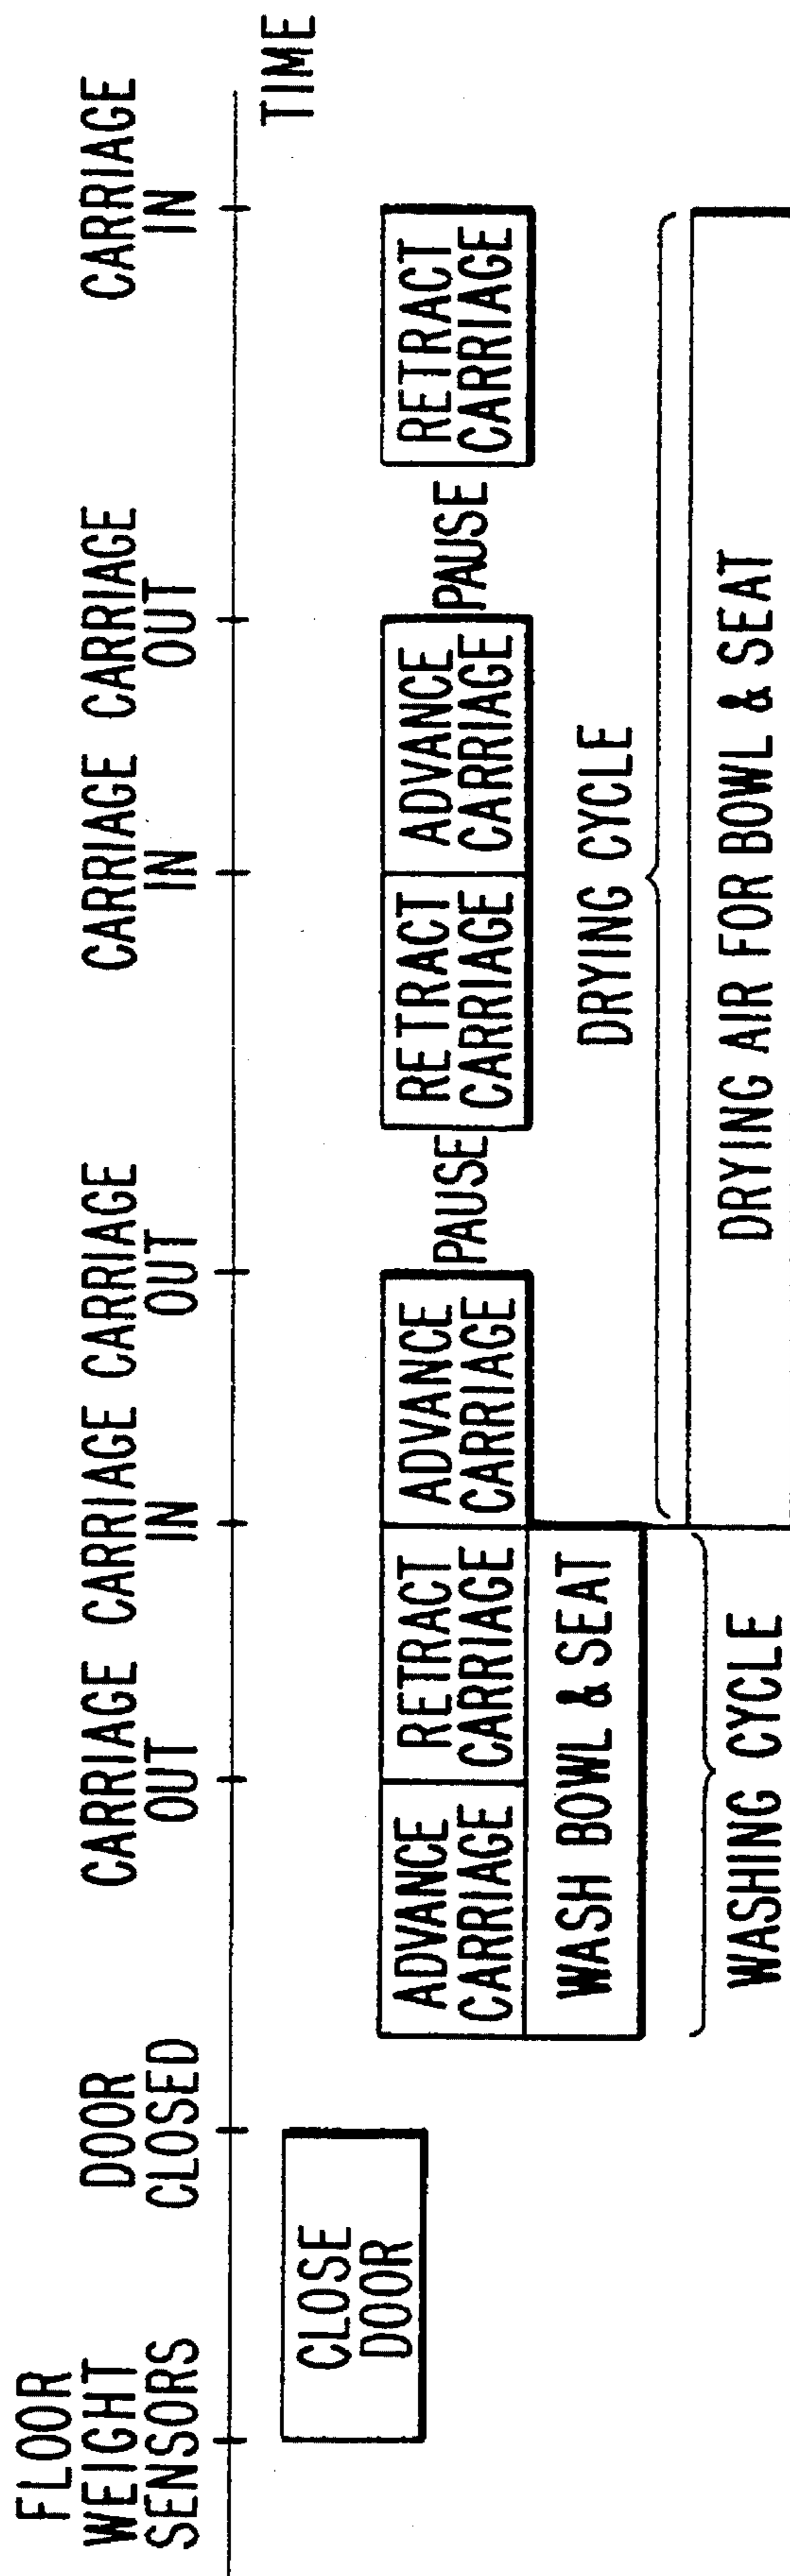 FLOOR
WEIGHT
SENSORS
DOOR
CLOSED
CARRIAGE
OUT
CARRIAGE
IN
CARRIAGE
OUT
CARRIAGE
IN
CARRIAGE
OUT
CARRIAGE
IN
TIME
CLOSE
DOOR
ADVANCE
CARRIAGE
RETRACT
CARRIAGE
ADVANCE
CARRIAGE
PAUSE
RETRACT
CARRIAGE
ADVANCE
CARRIAGE
PAUSE
RETRACT
CARRIAGE
WASH BOWL & SEAT
DRYING CYCLE
WASHING CYCLE
DRYING AIR FOR BOWL & SEAT